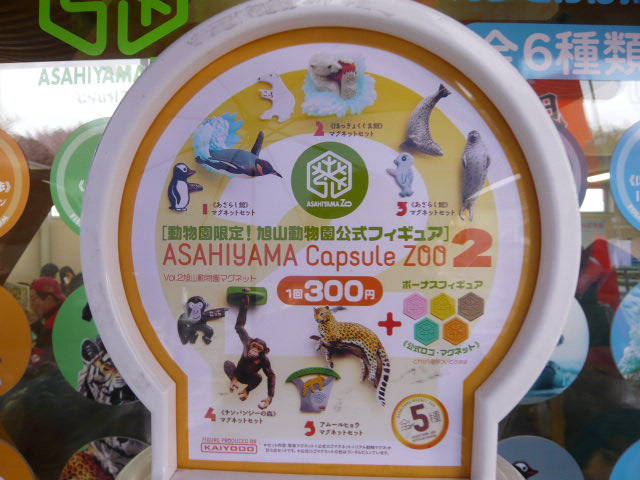 ASAHIYAMA ZOO
全6種類
2 《ほっきょくぐま館》
マグネットセット
1 《あざらし館》
マグネットセット
ASAHIYAMA ZOO
3 《あざらし館》
マグネットセット
[動物園限定!旭山動物園公式フィギュア]
ASAHIYAMA Capsule ZOO 2
Vol.2旭山動物園マグネット
1回300円
ボーナスフィギュア
+
《公式ロゴ・マグネット》
4 《チンパンジーの森》
マグネットセット
5 アムールヒョウ
マグネットセット
全5種
FIGURE PRODUCED BY
KAIYODO